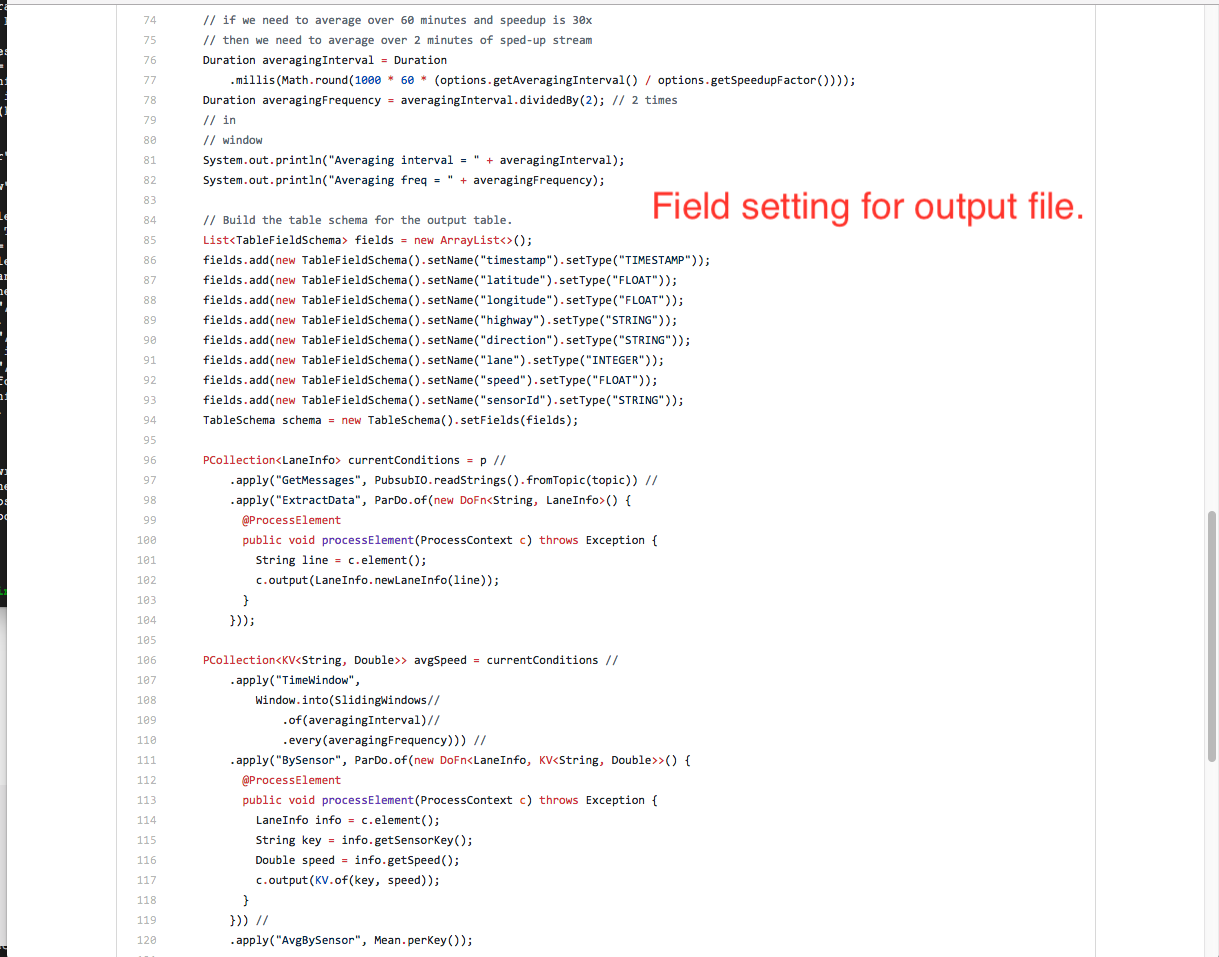 74 // if we need to average over 60 minutes and speedup is 30x
75 // then we need to average over 2 minutes of sped-up stream
76 Duration averagingInterval = Duration
77 .millis(Math.round(1000 * 60 * (options.getAveragingInterval() / options.getSpeedupFactor())));
78 Duration averagingFrequency = averagingInterval.dividedBy(2); // 2 times
79 // in
80 // window
81 System.out.println("Averaging interval = " + averagingInterval);
82 System.out.println("Averaging freq = " + averagingFrequency);
83
Field setting for output file.
84 // Build the table schema for the output table.
85 List<TableFieldSchema> fields = new ArrayList<>();
86 fields.add(new TableFieldSchema().setName("timestamp").setType("TIMESTAMP"));
87 fields.add(new TableFieldSchema().setName("latitude").setType("FLOAT"));
88 fields.add(new TableFieldSchema().setName("longitude").setType("FLOAT"));
89 fields.add(new TableFieldSchema().setName("highway").setType("STRING"));
90 fields.add(new TableFieldSchema().setName("direction").setType("STRING"));
91 fields.add(new TableFieldSchema().setName("lane").setType("INTEGER"));
92 fields.add(new TableFieldSchema().setName("speed").setType("FLOAT"));
93 fields.add(new TableFieldSchema().setName("sensorId").setType("STRING"));
94 TableSchema schema = new TableSchema().setFields(fields);
95
96 PCollection<LaneInfo> currentConditions = p //
97 .apply("GetMessages", PubsubIO.readStrings().fromTopic(topic)) //
98 .apply("ExtractData", ParDo.of(new DoFn<String, LaneInfo>() {
99 @ProcessElement
100 public void processElement(ProcessContext c) throws Exception {
101 String line = c.element();
102 c.output(LaneInfo.newLaneInfo(line));
103 }
104 }));
105
106 PCollection<KV<String, Double>> avgSpeed = currentConditions //
107 .apply("TimeWindow",
108 Window.into(SlidingWindows//
109 .of(averagingInterval)//
110 .every(averagingFrequency))) //
111 .apply("BySensor", ParDo.of(new DoFn<LaneInfo, KV<String, Double>>() {
112 @ProcessElement
113 public void processElement(ProcessContext c) throws Exception {
114 LaneInfo info = c.element();
115 String key = info.getSensorKey();
116 Double speed = info.getSpeed();
117 c.output(KV.of(key, speed));
118 }
119 })) //
120 .apply("AvgBySensor", Mean.perKey());